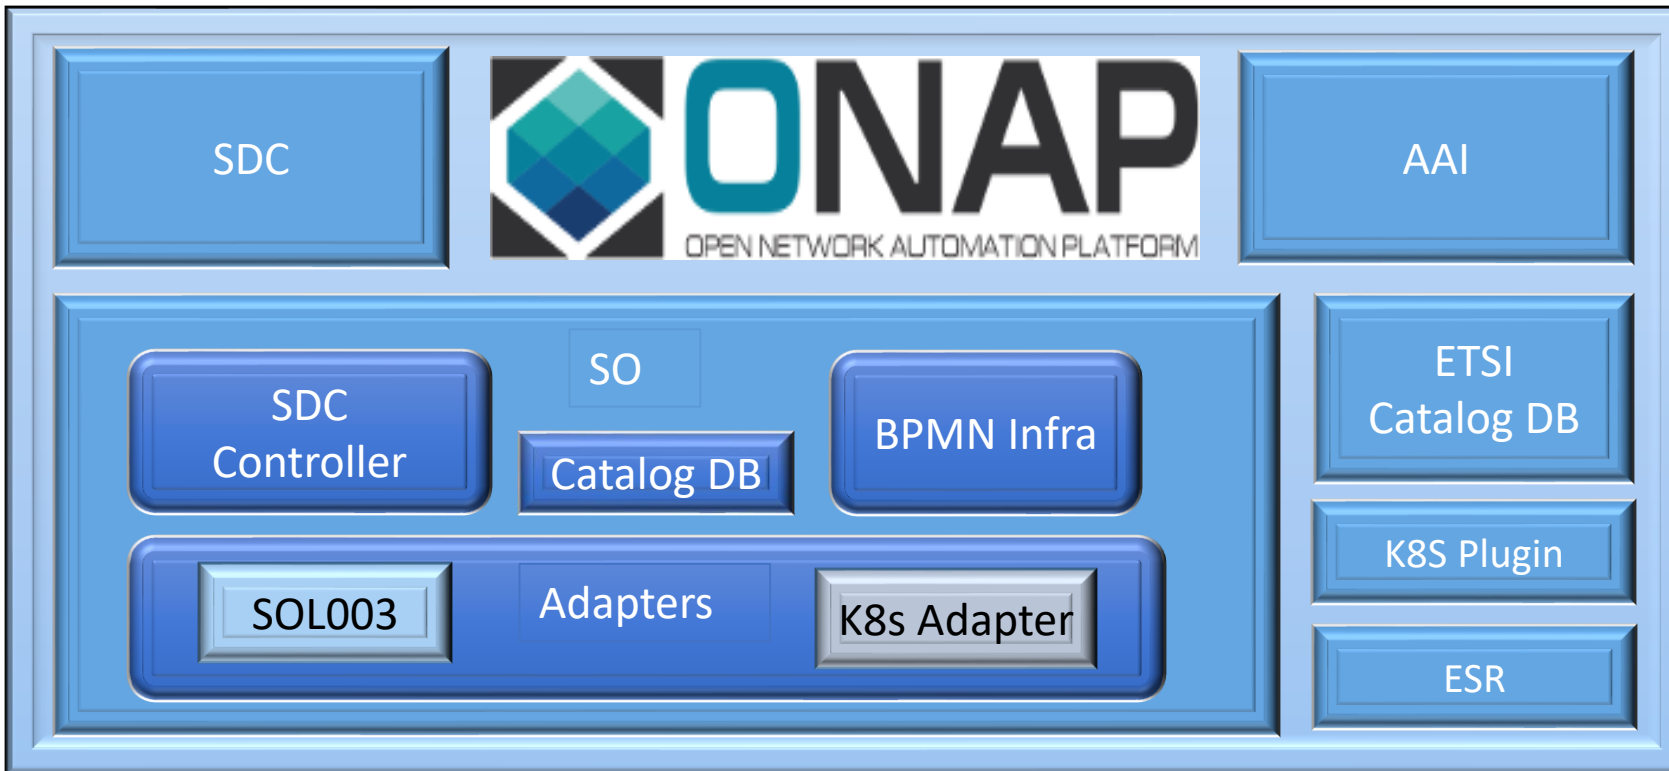 SDC
ONAP
OPEN NETWORK AUTOMATION PLATFORM
AAI
SO
SDC
Controller
Catalog DB
BPMN Infra
Adapters
SOL003
K8s Adapter
ETSI
Catalog DB
K8S Plugin
ESR